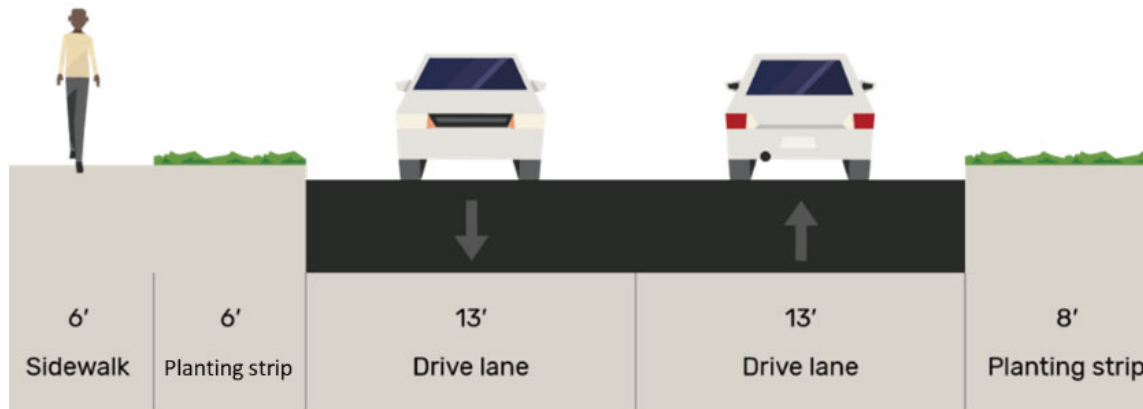 6′ 6′ 13′ 13′ 8′
Sidewalk Planting strip Drive lane Drive lane Planting strip